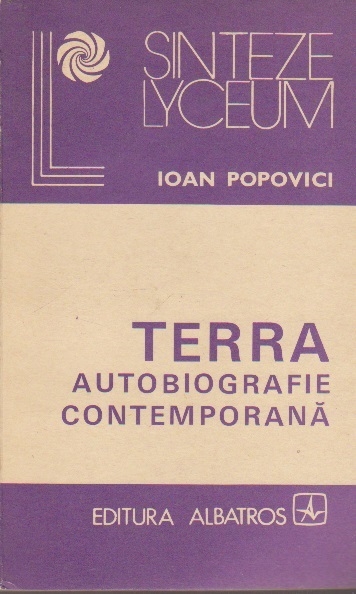 SINTEZE
LYCEUM
IOAN POPOVICI
TERRA
AUTOBIOGRAFIE
CONTEMPORANĂ
EDITURA ALBATROS